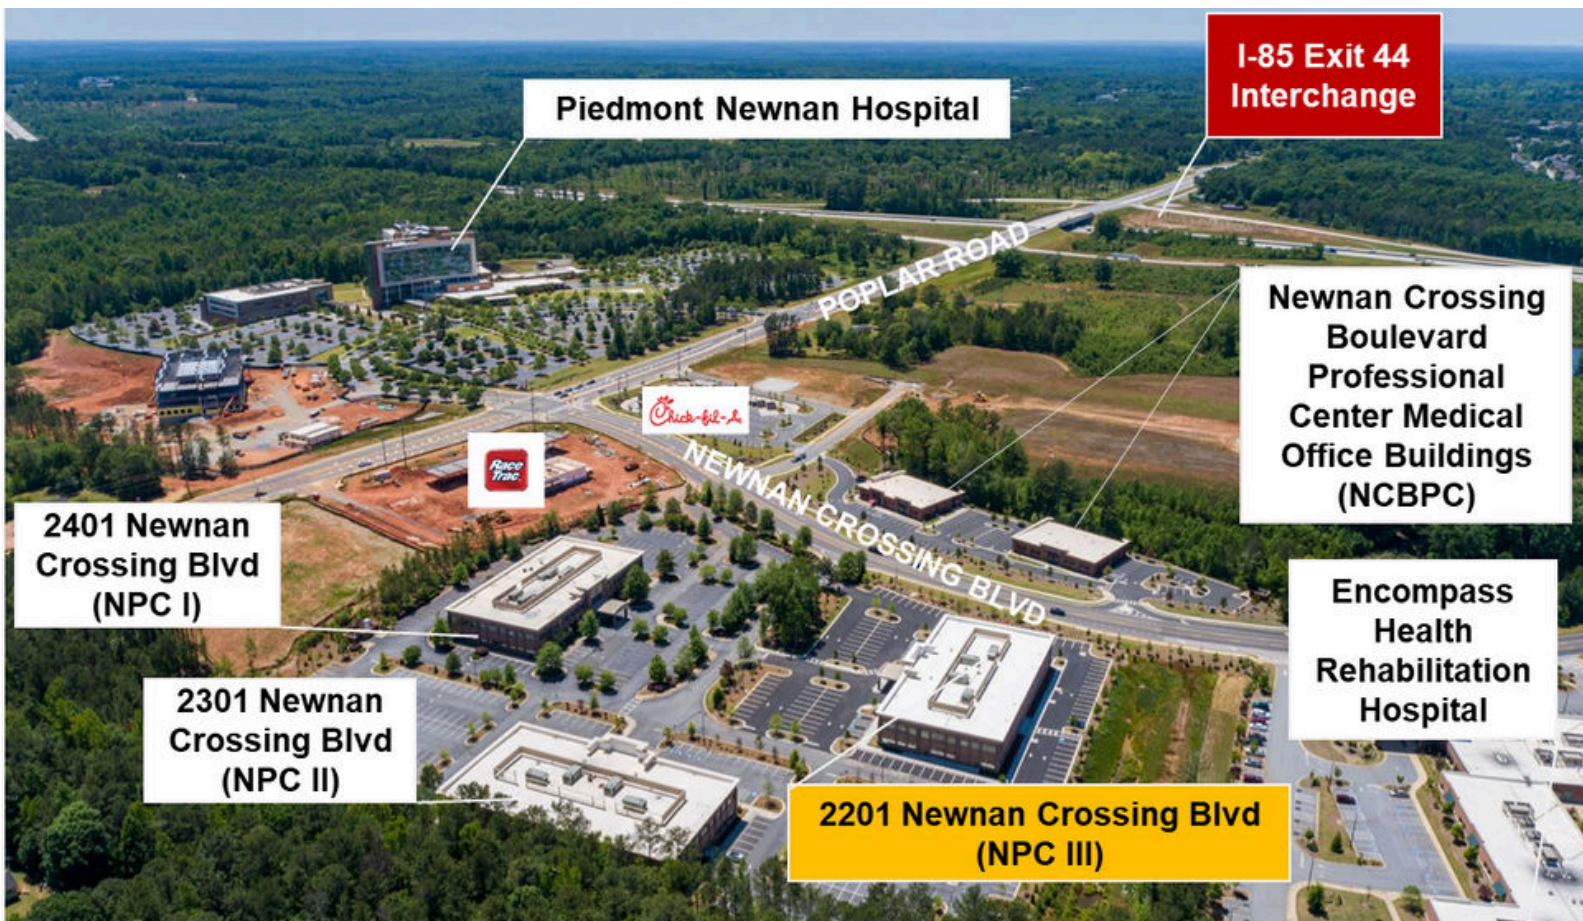 I-85 Exit 44
Interchange
Piedmont Newnan Hospital
POPLAR ROAD
Newnan Crossing
Boulevard
Professional
Center Medical
Office Buildings
(NCBPC)
Chick-fil-A
Race
Trac
NEWNAN CROSSING BLVD
2401 Newnan
Crossing Blvd
(NPC I)
Encompass
Health
Rehabilitation
Hospital
2301 Newnan
Crossing Blvd
(NPC II)
2201 Newnan Crossing Blvd
(NPC III)